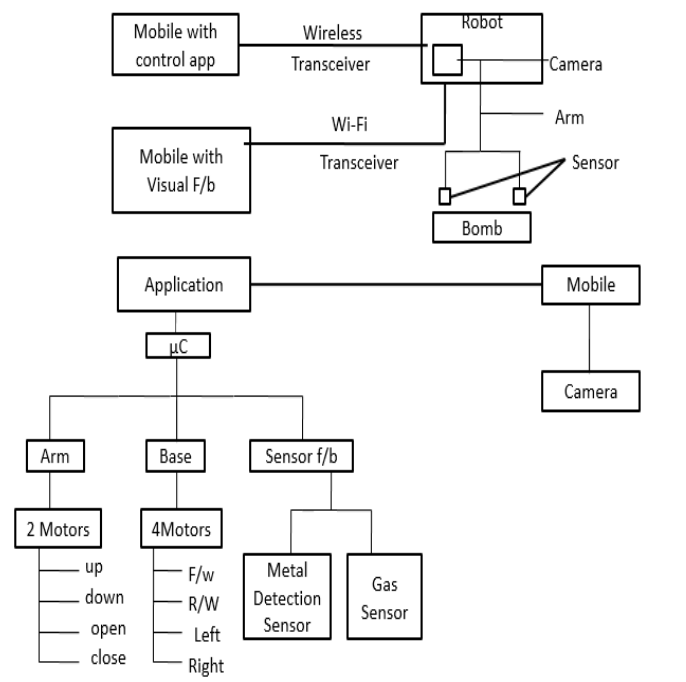 Mobile with
control app
Wireless
Transceiver
Robot
Camera
Arm
Wi-Fi
Transceiver
Mobile with
Visual F/b
Sensor
Bomb
Application
Mobile
µC
Camera
Arm
Base
Sensor f/b
2 Motors
4Motors
up
down
open
close
F/w
R/W
Left
Right
Metal
Detection
Sensor
Gas
Sensor